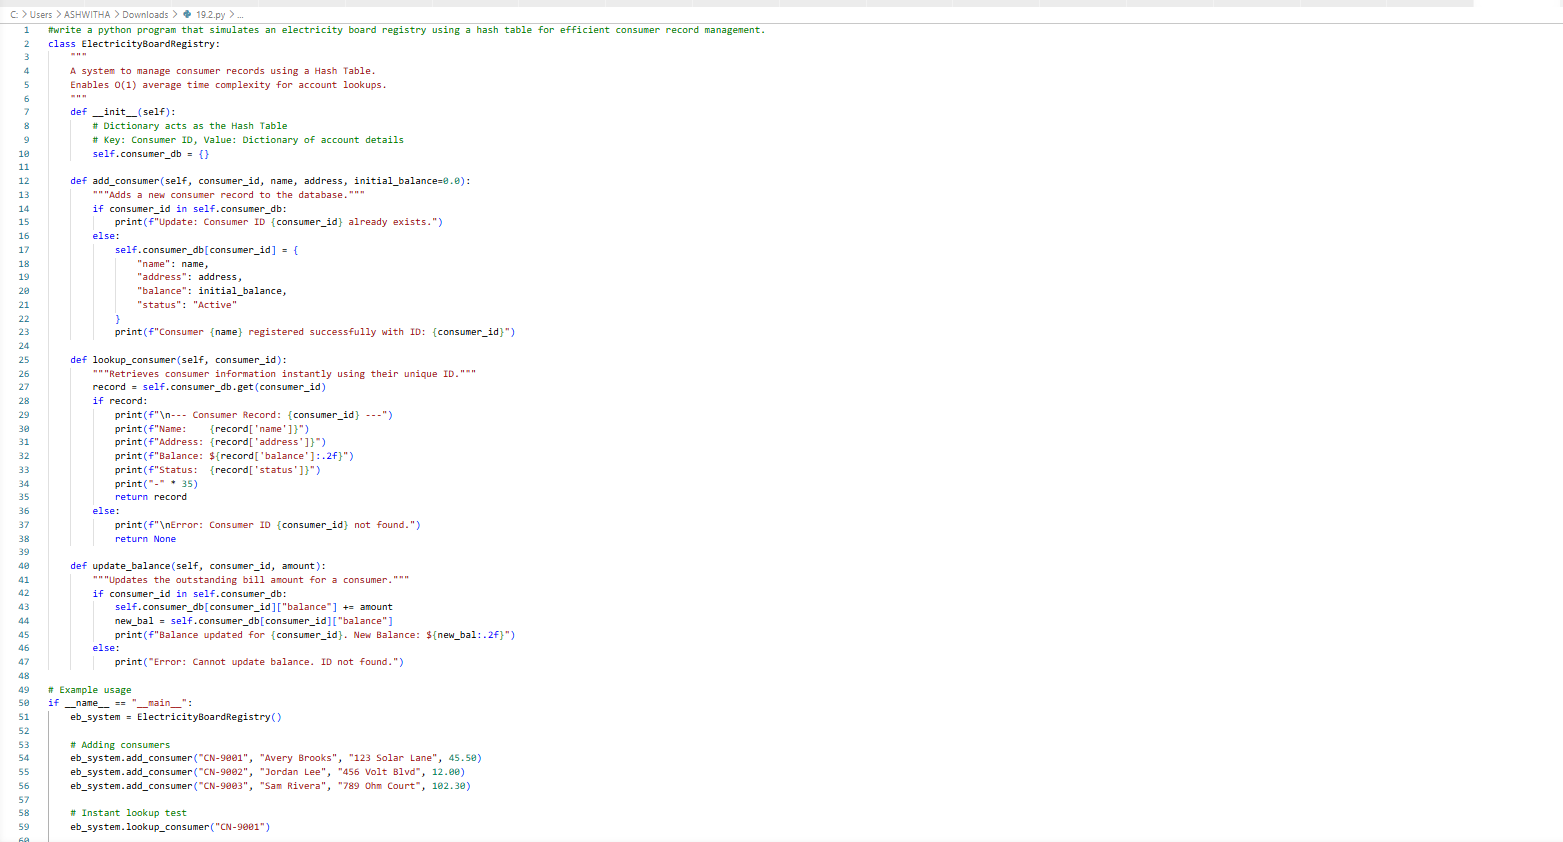 C: > Users > ASHWITHA > Downloads > 19.2.py > ...
1 #write a python program that simulates an electricity board registry using a hash table for efficient consumer record management.
2 class ElectricityBoardRegistry:
3     """
4     A system to manage consumer records using a Hash Table.
5     Enables O(1) average time complexity for account lookups.
6     """
7     def __init__(self):
8         # Dictionary acts as the Hash Table
9         # Key: Consumer ID, Value: Dictionary of account details
10         self.consumer_db = {}
11
12     def add_consumer(self, consumer_id, name, address, initial_balance=0.0):
13         """Adds a new consumer record to the database."""
14         if consumer_id in self.consumer_db:
15             print(f"Update: Consumer ID {consumer_id} already exists.")
16         else:
17             self.consumer_db[consumer_id] = {
18                 "name": name,
19                 "address": address,
20                 "balance": initial_balance,
21                 "status": "Active"
22             }
23             print(f"Consumer {name} registered successfully with ID: {consumer_id}")
24
25     def lookup_consumer(self, consumer_id):
26         """Retrieves consumer information instantly using their unique ID."""
27         record = self.consumer_db.get(consumer_id)
28         if record:
29             print(f"\n--- Consumer Record: {consumer_id} ---")
30             print(f"Name:    {record['name']}")
31             print(f"Address: {record['address']}")
32             print(f"Balance: ${record['balance']:.2f}")
33             print(f"Status:  {record['status']}")
34             print("-" * 35)
35             return record
36         else:
37             print(f"\nError: Consumer ID {consumer_id} not found.")
38             return None
39
40     def update_balance(self, consumer_id, amount):
41         """Updates the outstanding bill amount for a consumer."""
42         if consumer_id in self.consumer_db:
43             self.consumer_db[consumer_id]["balance"] += amount
44             new_bal = self.consumer_db[consumer_id]["balance"]
45             print(f"Balance updated for {consumer_id}. New Balance: ${new_bal:.2f}")
46         else:
47             print("Error: Cannot update balance. ID not found.")
48
49 # Example usage
50 if __name__ == "__main__":
51     eb_system = ElectricityBoardRegistry()
52
53     # Adding consumers
54     eb_system.add_consumer("CN-9001", "Avery Brooks", "123 Solar Lane", 45.50)
55     eb_system.add_consumer("CN-9002", "Jordan Lee", "456 Volt Blvd", 12.00)
56     eb_system.add_consumer("CN-9003", "Sam Rivera", "789 Ohm Court", 102.30)
57
58     # Instant lookup test
59     eb_system.lookup_consumer("CN-9001")
60